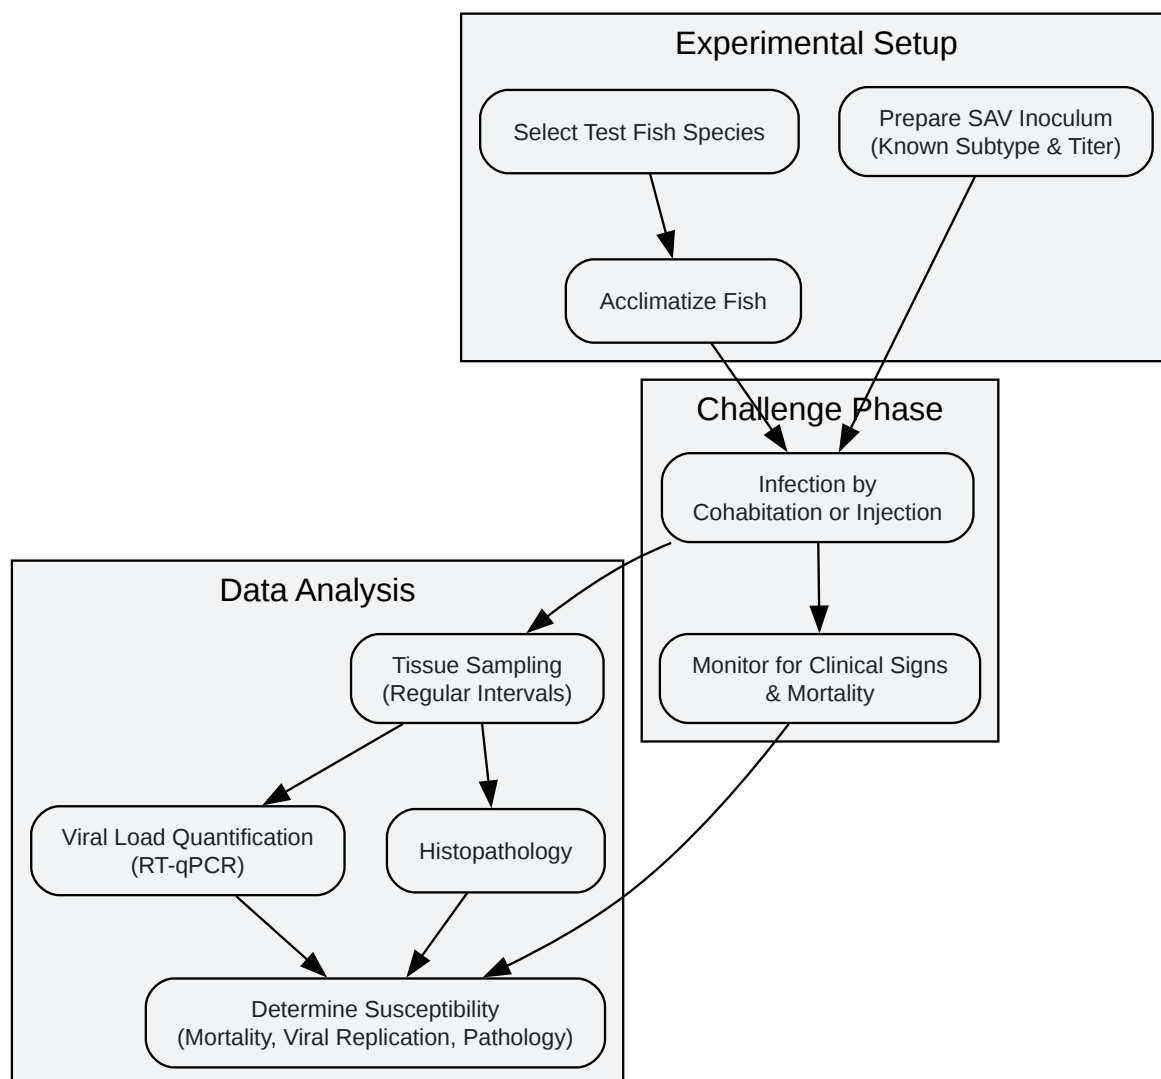 Experimental Setup
Select Test Fish Species
Prepare SAV Inoculum
(Known Subtype & Titer)
Acclimatize Fish
Challenge Phase
Infection by
Cohabitation or Injection
Data Analysis
Tissue Sampling
(Regular Intervals)
Monitor for Clinical Signs
& Mortality
Viral Load Quantification
(RT-qPCR)
Histopathology
Determine Susceptibility
(Mortality, Viral Replication, Pathology)